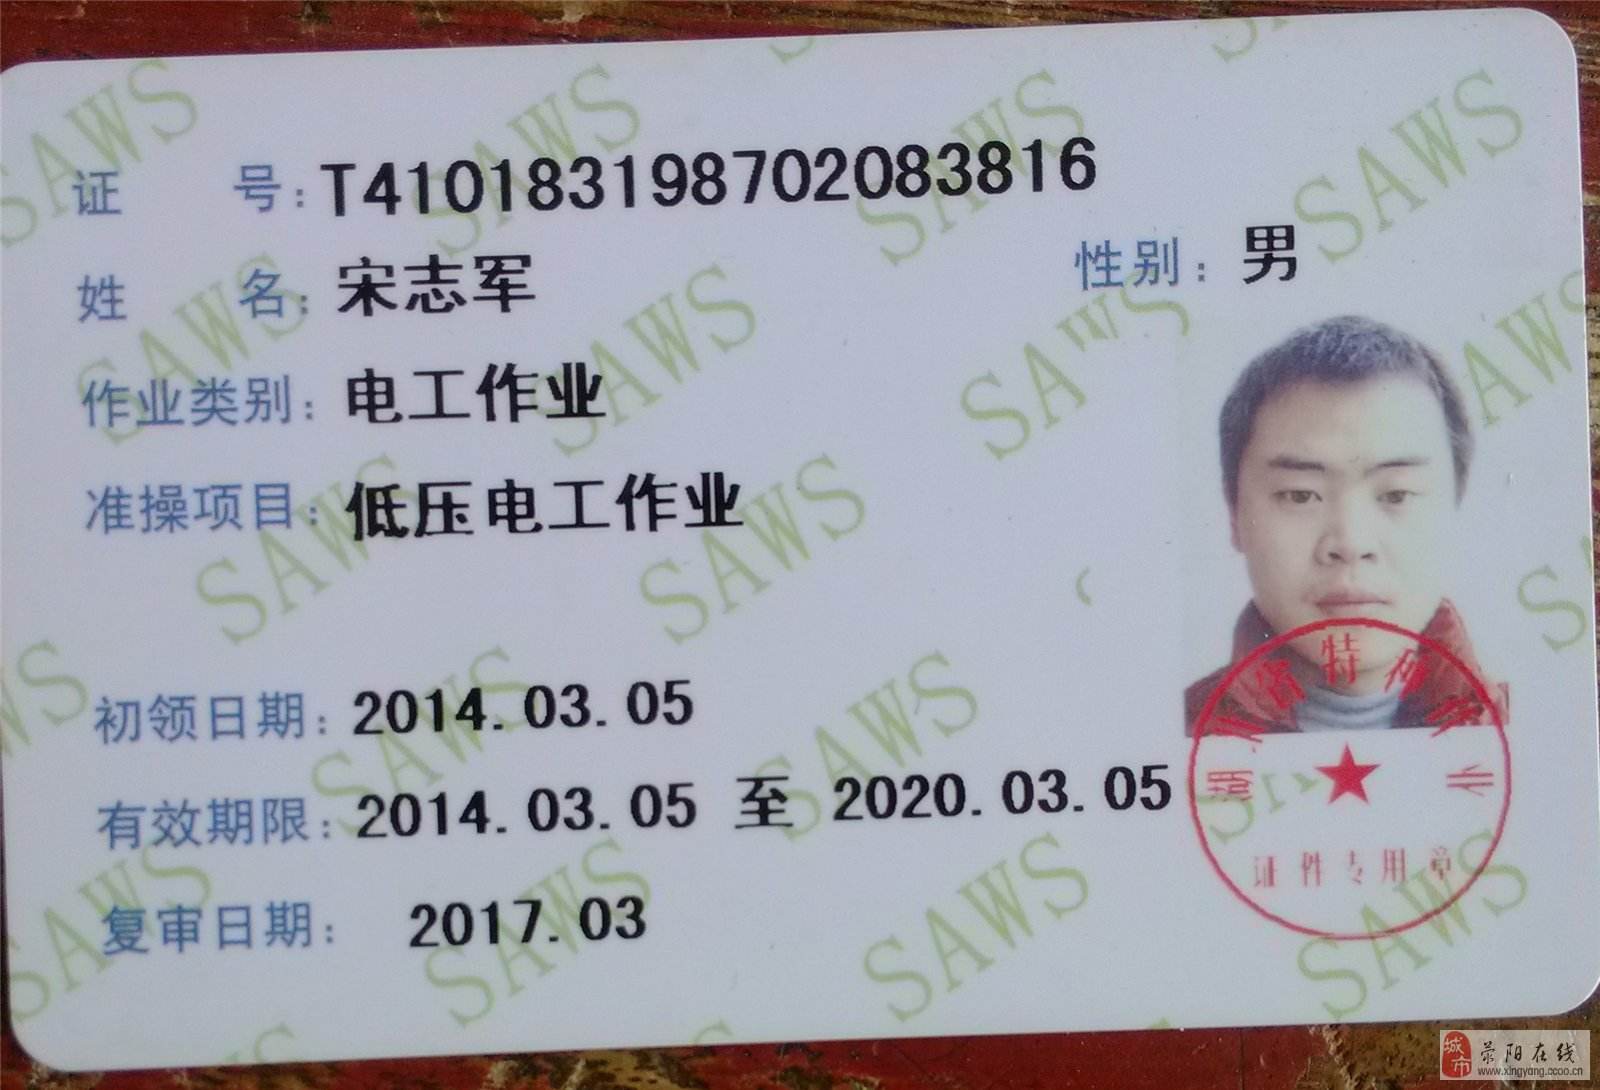 证 号：T410183198702083816
姓 名：宋志军 性别：男
作业类别：电工作业
准操项目：低压电工作业
初领日期：2014.03.05
有效期限：2014.03.05 至 2020.03.05
复审日期： 2017.03
证件专用章
SAWS
城市 荥阳在线
www.xingyang.ccoo.cn